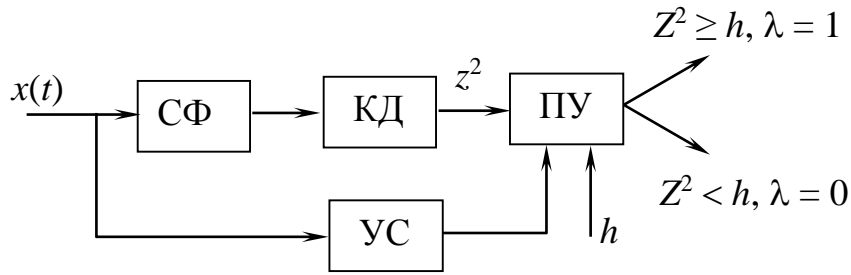 Z² ≥ h, λ = 1
x(t)
СФ
КД
z²
ПУ
Z² < h, λ = 0
УС
h